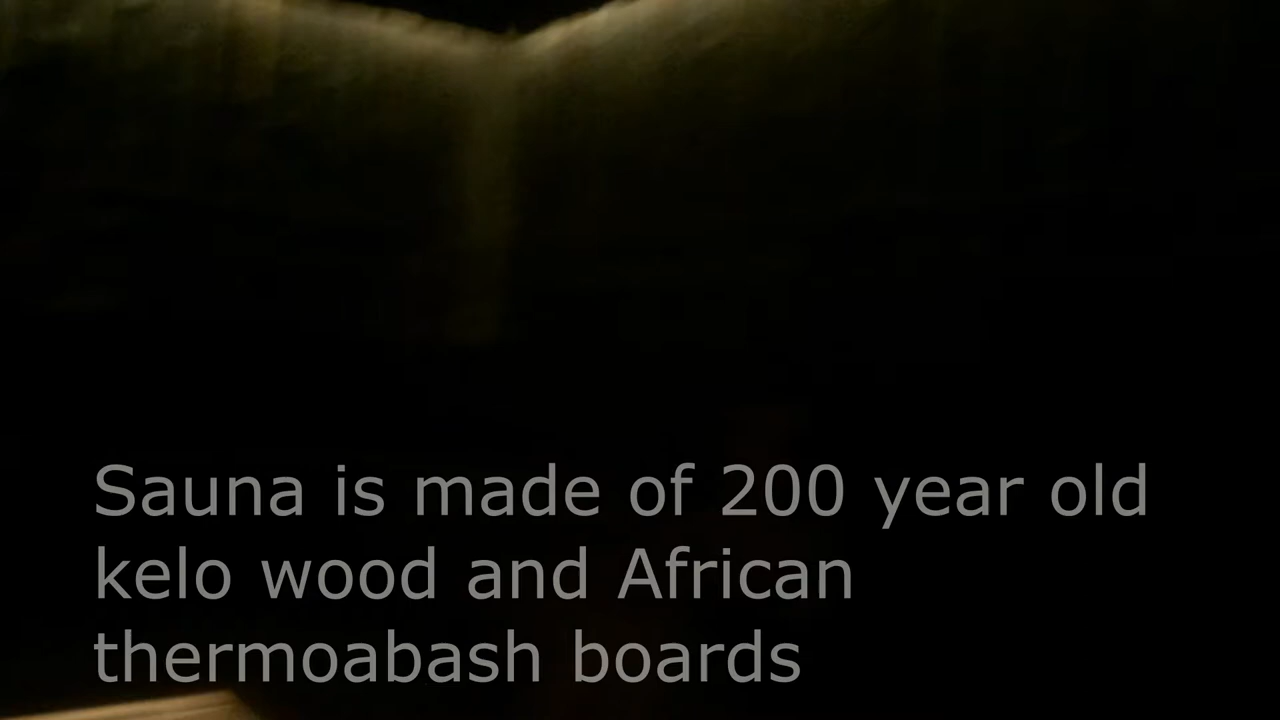 Sauna is made of 200 year old
kelo wood and African
thermoabash boards